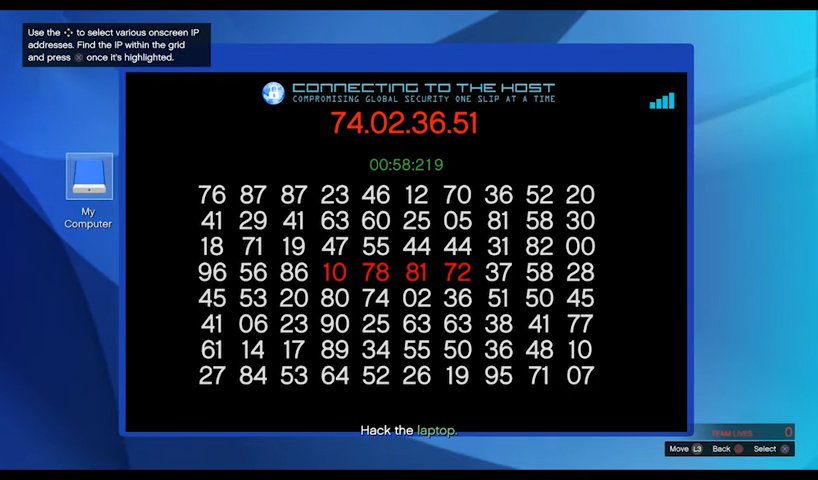 Use the to select various onscreen IP
addresses. Find the IP within the grid
and press once it's highlighted.
CONNECTING TO THE HOST
COMPROMISING GLOBAL SECURITY ONE SLIP AT A TIME
74.02.36.51
00:58:219
76 87 87 23 46 12 70 36 52 20
41 29 41 63 60 25 05 81 58 30
18 71 19 47 55 44 44 31 82 00
96 56 86 10 78 81 72 37 58 28
45 53 20 80 74 02 36 51 50 45
41 06 23 90 25 63 63 38 41 77
61 14 17 89 34 55 50 36 48 10
27 84 53 64 52 26 19 95 71 07
My
Computer
Hack the laptop.
TEAM LIVES 0
Move L3 Back Select